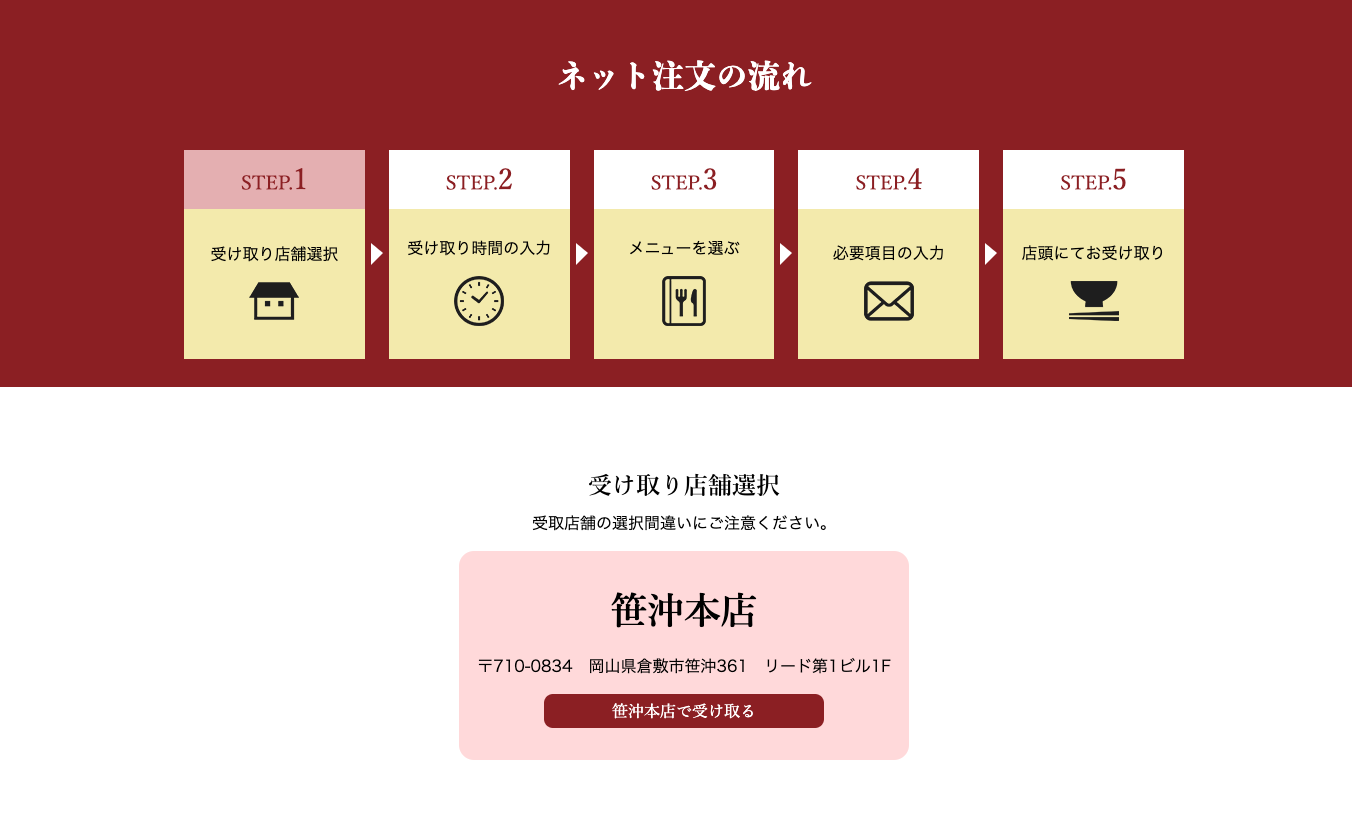 ネット注文の流れ
STEP.1
STEP.2
STEP.3
STEP.4
STEP.5
受け取り店舗選択
受け取り時間の入力
メニューを選ぶ
必要項目の入力
店頭にてお受け取り
受け取り店舗選択
受取店舗の選択間違いにご注意ください。
笹沖本店
〒710-0834　岡山県倉敷市笹沖361　リード第1ビル1F
笹沖本店で受け取る